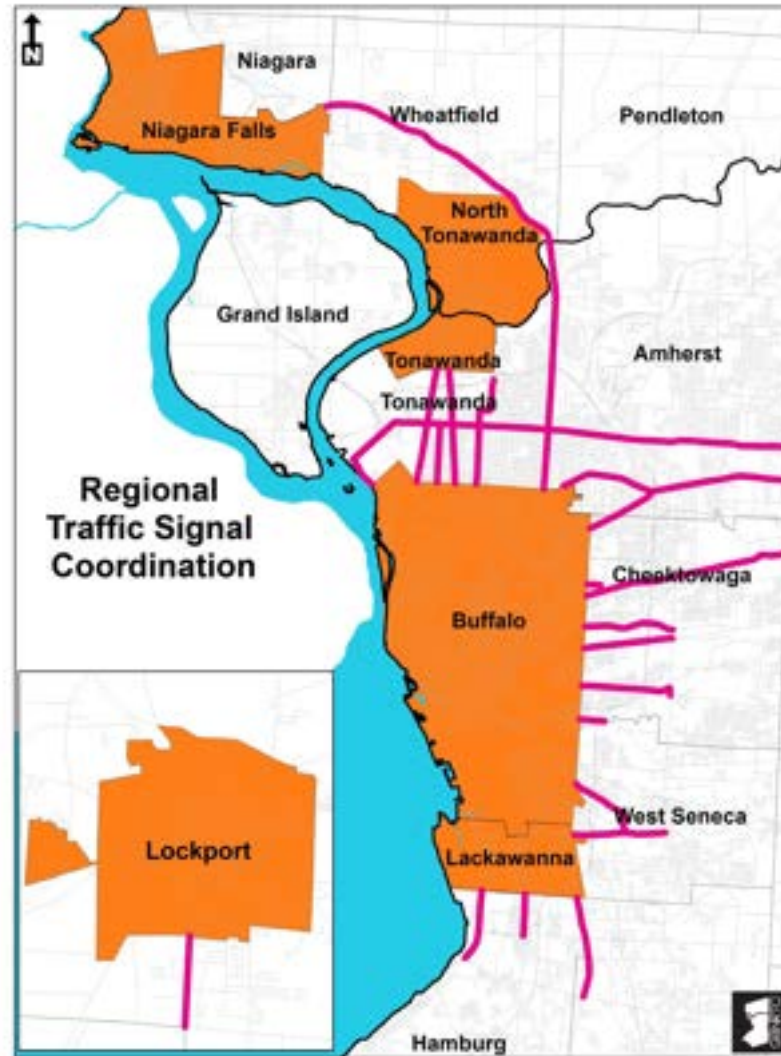 N
Niagara
Wheatfield
Pendleton
Niagara Falls
North
Tonawanda
Grand Island
Amherst
Tonawanda
Tonawanda
Regional
Traffic Signal
Coordination
Cheektowaga
Buffalo
West Seneca
Lockport
Lackawanna
Hamburg